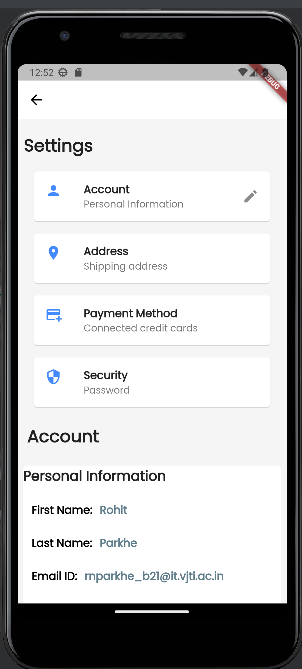 12:52
DEBUG
Settings
Account
Personal Information
Address
Shipping address
Payment Method
Connected credit cards
Security
Password
Account
Personal Information
First Name: Rohit
Last Name: Parkhe
Email ID: rnparkhe_b21@it.vjti.ac.in